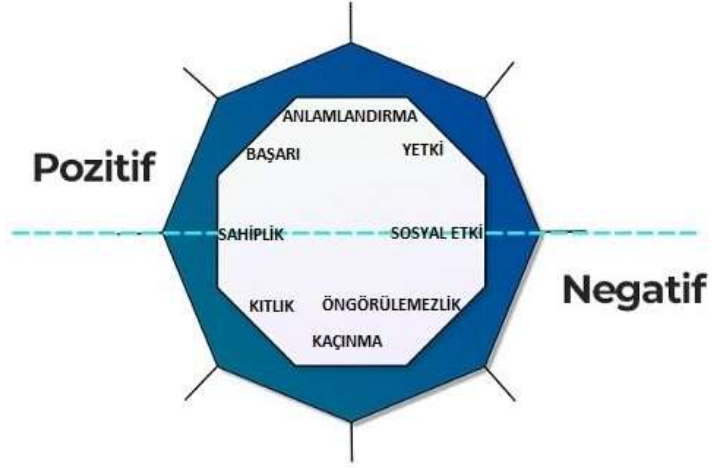 ANLAMLANDIRMA
BAŞARI
YETKİ
Pozitif
SAHİPLİK
SOSYAL ETKİ
Negatif
KITLIK
ÖNGÖRÜLEMEZLİK
KAÇINMA